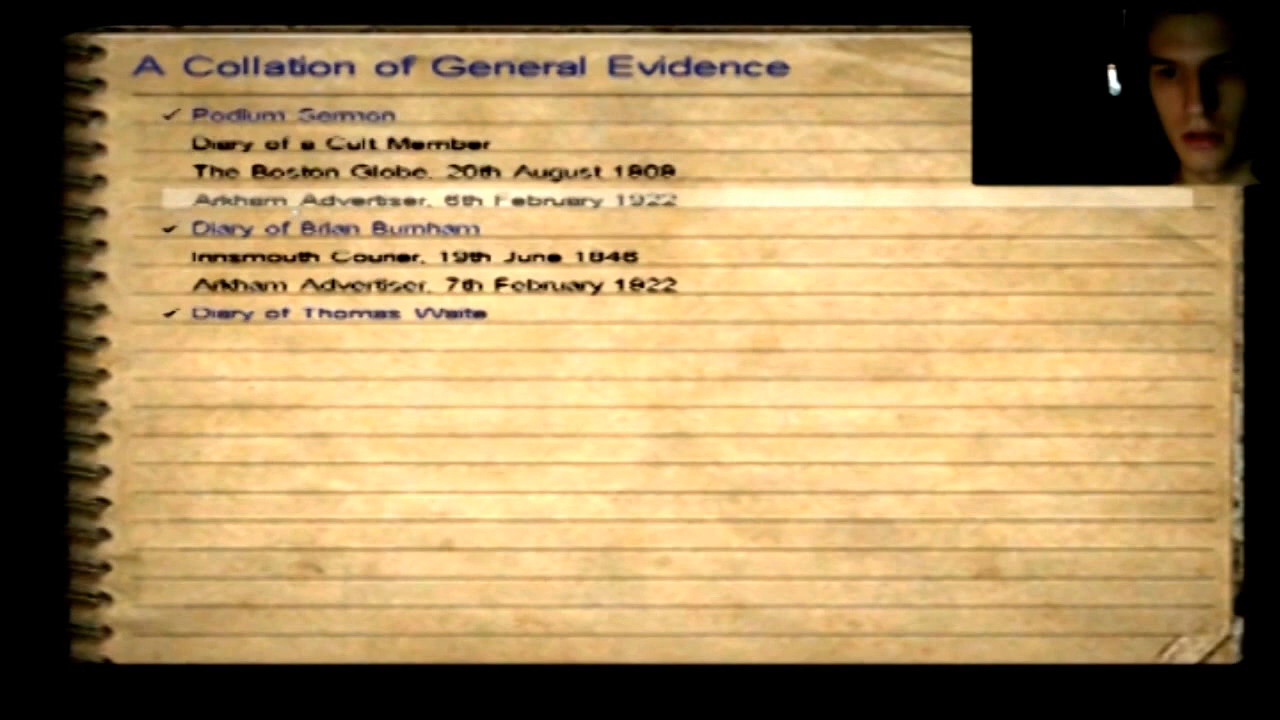 A Collation of General Evidence
✓ Podium Sermon
Diary of a Cult Member
The Boston Globe, 20th August 1808
Arkham Advertiser, 6th February 1922
✓ Diary of Brian Burnham
Innsmouth Courier, 19th June 1846
Arkham Advertiser, 7th February 1922
✓ Diary of Thomas Waite